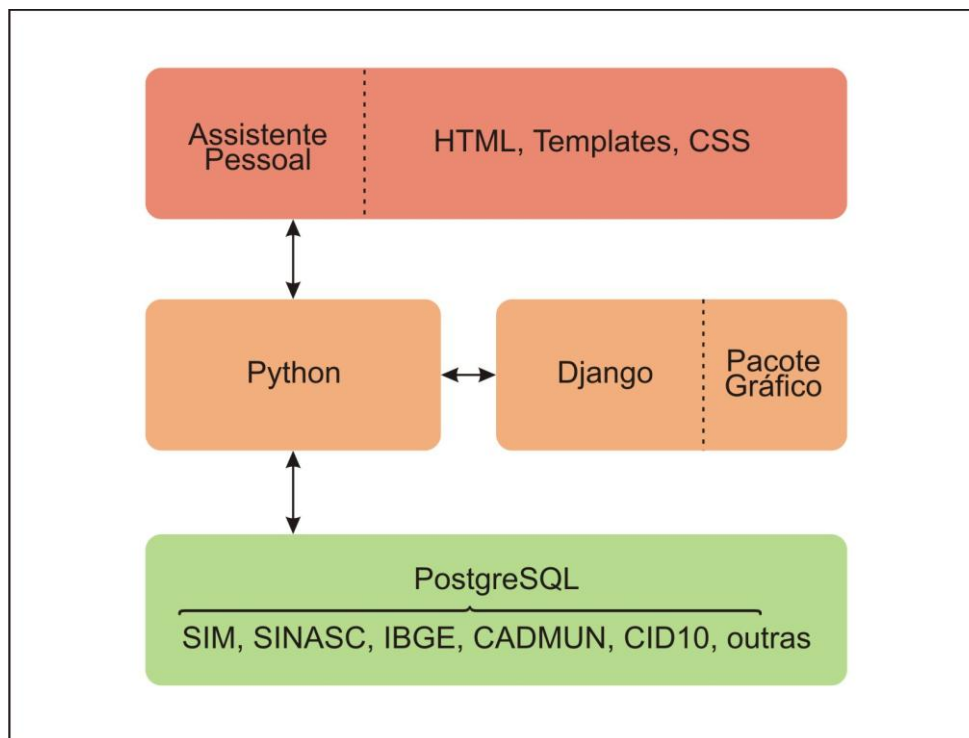 Assistente
Pessoal
HTML, Templates, CSS
Python
Django
Pacote
Gráfico
PostgreSQL
SIM, SINASC, IBGE, CADMUN, CID10, outras